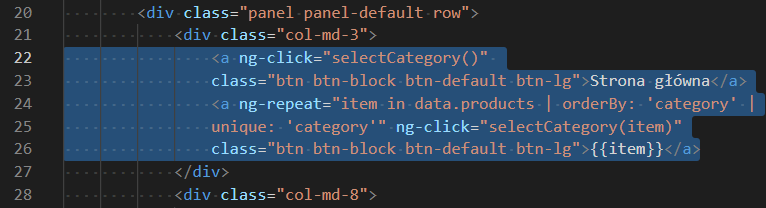 20 <div class="panel panel-default row">
21 <div class="col-md-3">
22 <a ng-click="selectCategory()"
23 class="btn btn-block btn-default btn-lg">Strona główna</a>
24 <a ng-repeat="item in data.products | orderBy: 'category' |
25 unique: 'category'" ng-click="selectCategory(item)"
26 class="btn btn-block btn-default btn-lg">{{item}}</a>
27 </div>
28 <div class="col-md-8">